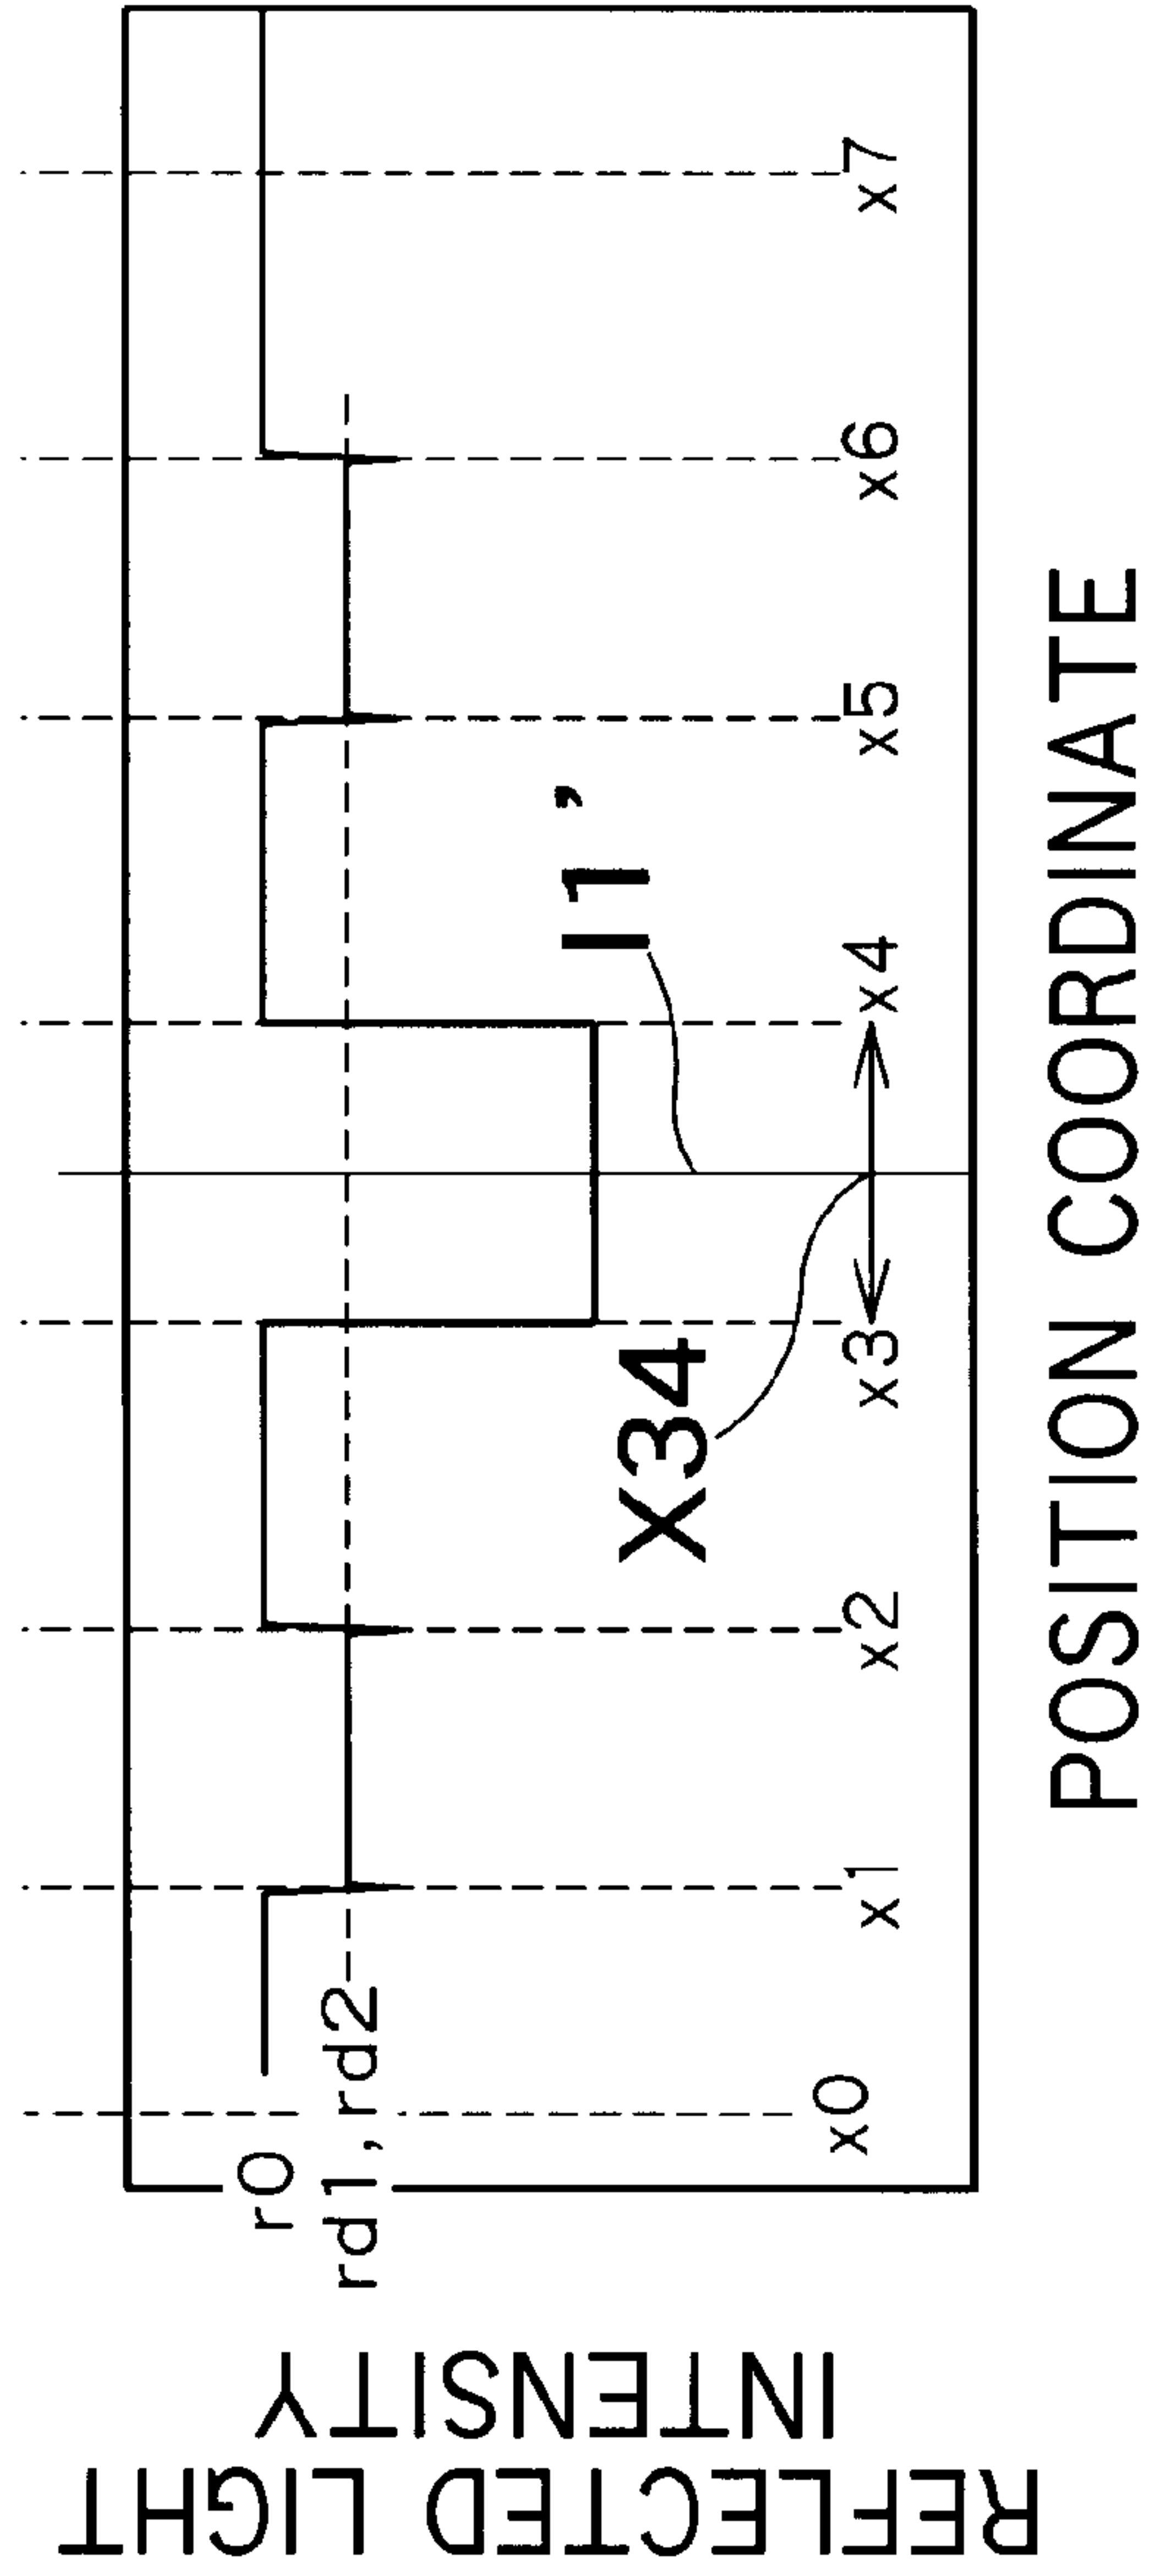 REFLECTED LIGHT
INTENSITY
r0
rd1, rd2
I1'
X34
x0 x1 x2 x3 x4 x5 x6 x7
POSITION COORDINATE